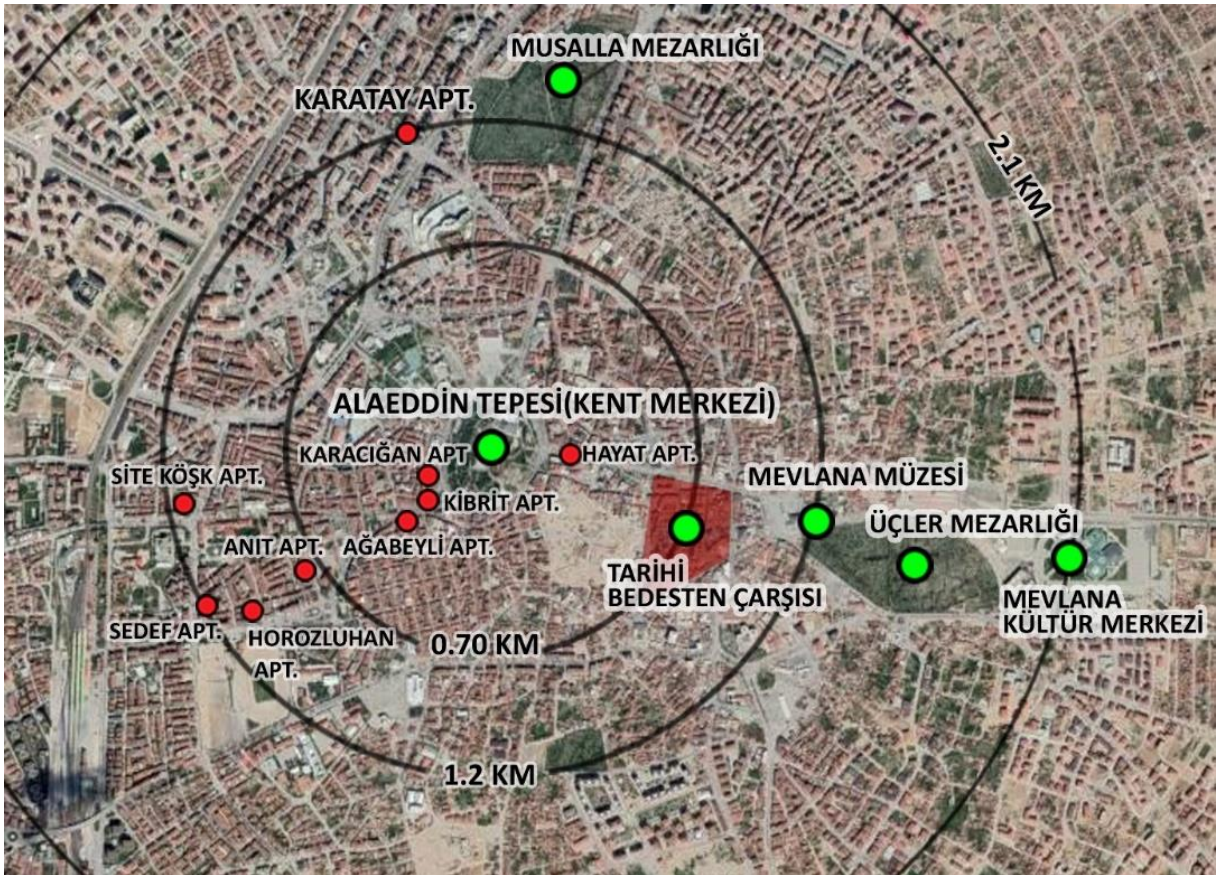 MUSALLA MEZARLIĞI
KARATAY APT.
2.1 KM
ALAEDDİN TEPESİ(KENT MERKEZİ)
KARACIĞAN APT
HAYAT APT.
SİTE KÖŞK APT.
KİBRİT APT.
MEVLANA MÜZESİ
ANIT APT.
AĞABEYLİ APT.
ÜÇLER MEZARLIĞI
TARİHİ
BEDESTEN ÇARŞISI
MEVLANA
KÜLTÜR MERKEZİ
SEDEF APT.
HOROZLUHAN
APT.
0.70 KM
1.2 KM